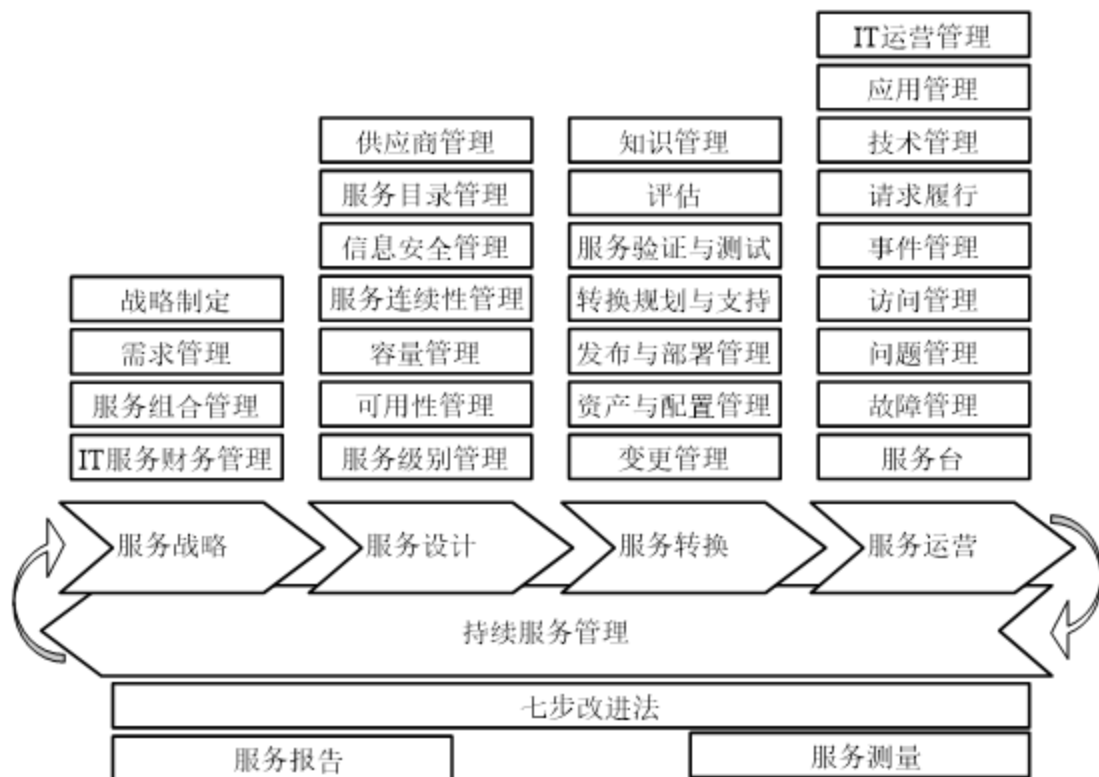 IT运营管理
应用管理
供应商管理
知识管理
技术管理
服务目录管理
评估
请求履行
信息安全管理
服务验证与测试
事件管理
战略制定
服务连续性管理
转换规划与支持
访问管理
需求管理
容量管理
发布与部署管理
问题管理
服务组合管理
可用性管理
资产与配置管理
故障管理
IT服务财务管理
服务级别管理
变更管理
服务台
服务战略
服务设计
服务转换
服务运营
持续服务管理
七步改进法
服务报告
服务测量